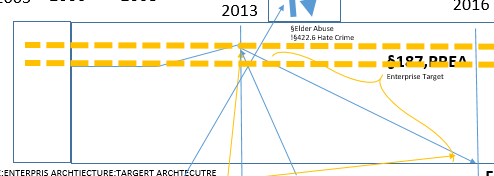 2013
2016
§Elder Abuse
!§422.6 Hate Crime
§187,PREA
Enterprise Target
:ENTERPRIS ARCHTIECTURE:TARGERT ARCHTECUTRE